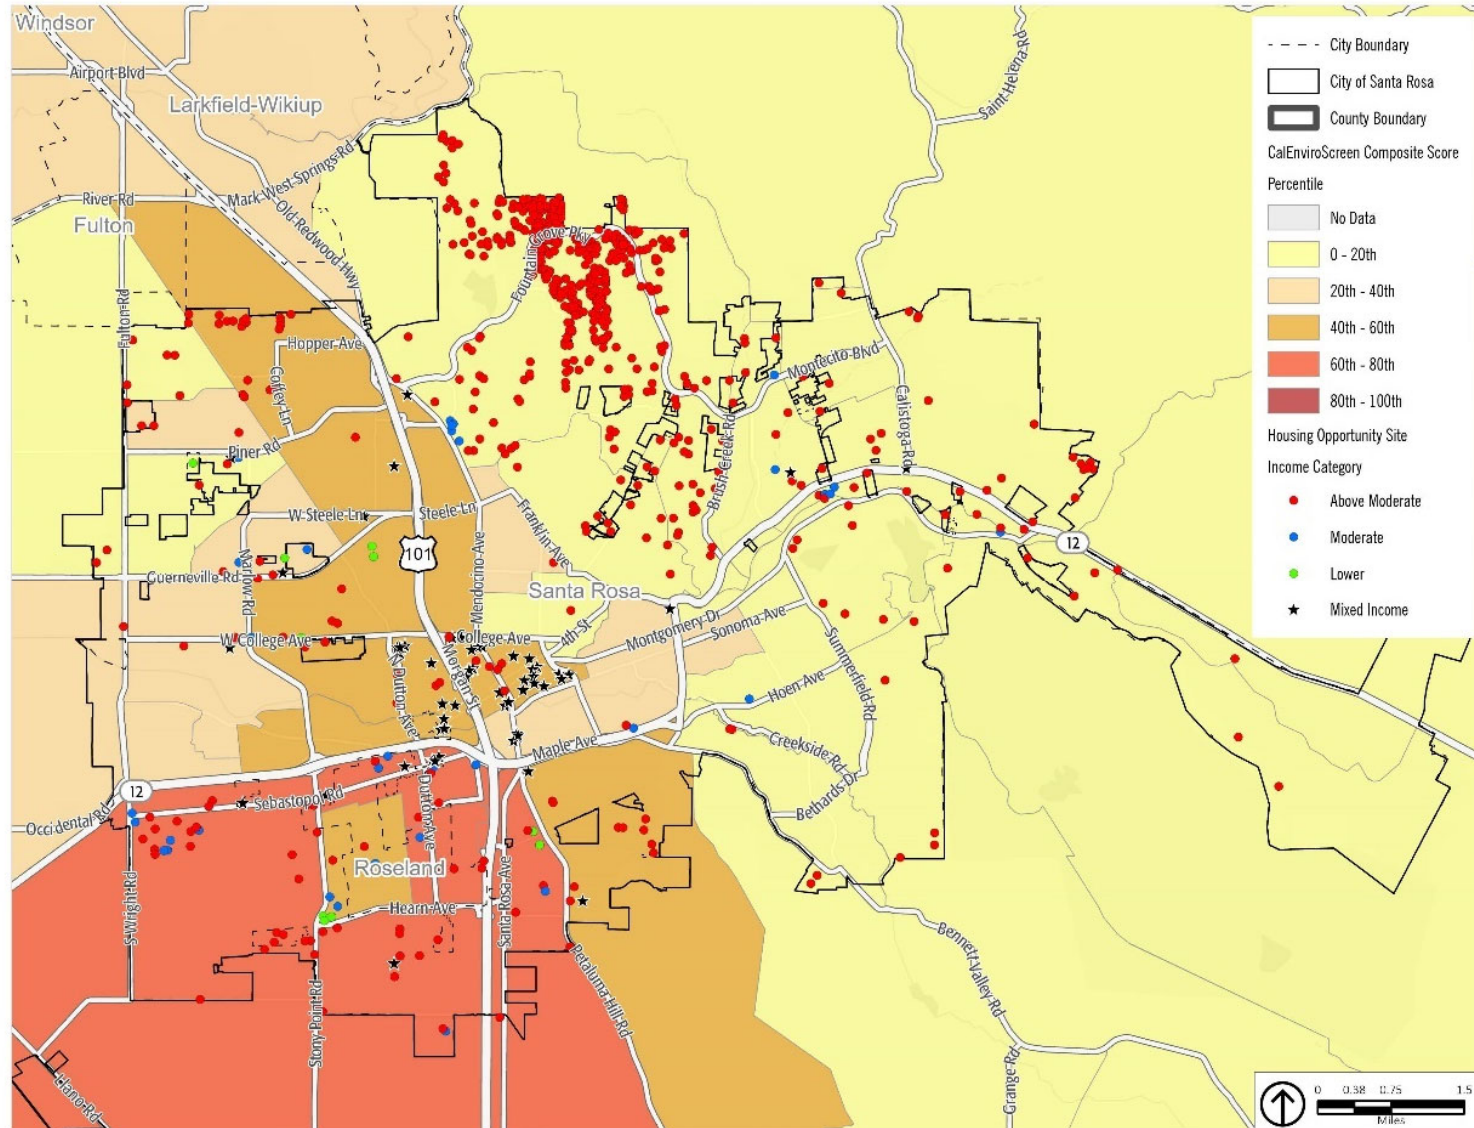 Windsor
Airport Blvd
Larkfield-Wikiup
Saint Helena Rd
Mark West Springs Rd
River Rd
Fulton
Old Redwood Hwy
Fountain Grove Pky
Fulton Rd
Hopper Ave
Coffey Ln
Montecito Blvd
Calistoga Rd
Piner Rd
Brush Creek Rd
W Steele Ln
Steele Ln
Franklin Ave
101
12
Mendocino Ave
Guerneville Rd
Marlow Rd
Santa Rosa
W College Ave
College Ave
4th St
Montgomery Dr
Sonoma Ave
Summerfield Rd
N Dutton Ave
Morgan St
Hoen Ave
Maple Ave
Creekside Rd
Bethards Dr
12
Occidental Rd
Sebastopol Rd
Dutton Ave
Roseland
S Wright Rd
Hearn Ave
Santa Rosa Ave
Stony Point Rd
Petaluma Hill Rd
Bennett Valley Rd
Grange Rd
Llano Rd
City Boundary
City of Santa Rosa
County Boundary
CalEnviroScreen Composite Score
Percentile
No Data
0 - 20th
20th - 40th
40th - 60th
60th - 80th
80th - 100th
Housing Opportunity Site
Income Category
Above Moderate
Moderate
Lower
Mixed Income
0 0.38 0.75 1.5
Miles